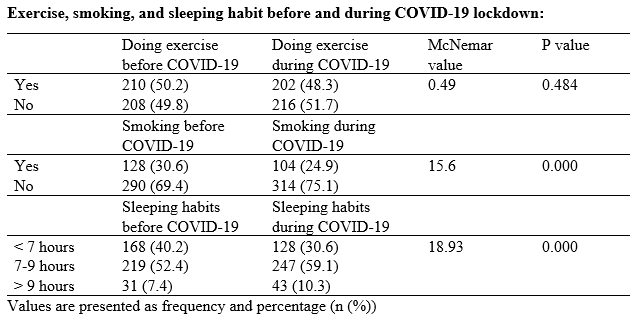 Exercise, smoking, and sleeping habit before and during COVID-19 lockdown:
Doing exercise before COVID-19 Doing exercise during COVID-19 McNemar value P value
Yes 210 (50.2) 202 (48.3) 0.49 0.484
No 208 (49.8) 216 (51.7)
Smoking before COVID-19 Smoking during COVID-19
Yes 128 (30.6) 104 (24.9) 15.6 0.000
No 290 (69.4) 314 (75.1)
Sleeping habits before COVID-19 Sleeping habits during COVID-19
< 7 hours 168 (40.2) 128 (30.6) 18.93 0.000
7-9 hours 219 (52.4) 247 (59.1)
> 9 hours 31 (7.4) 43 (10.3)
Values are presented as frequency and percentage (n (%))